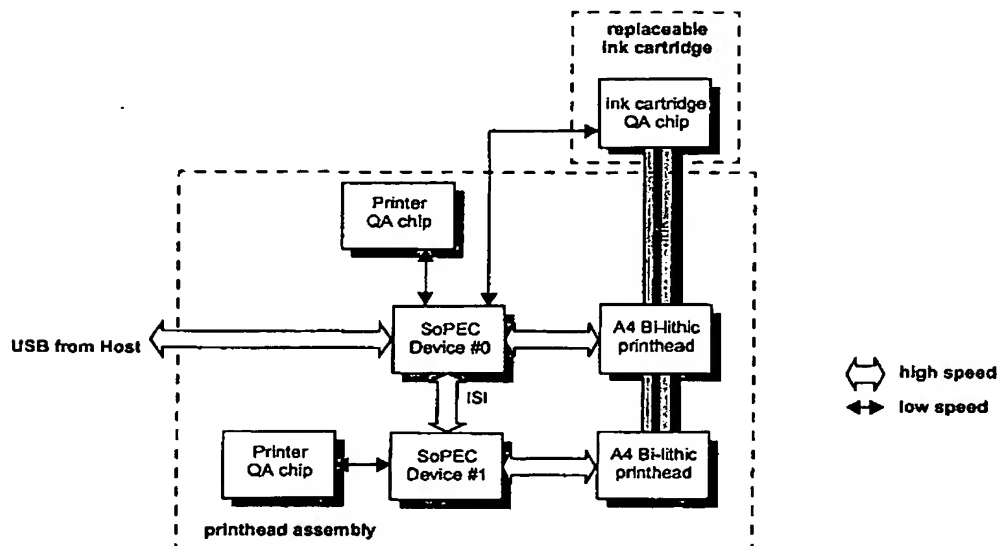 replaceable
ink cartridge
ink cartridge
QA chip
Printer
QA chip
USB from Host
SoPEC
Device #0
A4 Bi-lithic
printhead
high speed
low speed
ISI
Printer
QA chip
SoPEC
Device #1
A4 Bi-lithic
printhead
printhead assembly